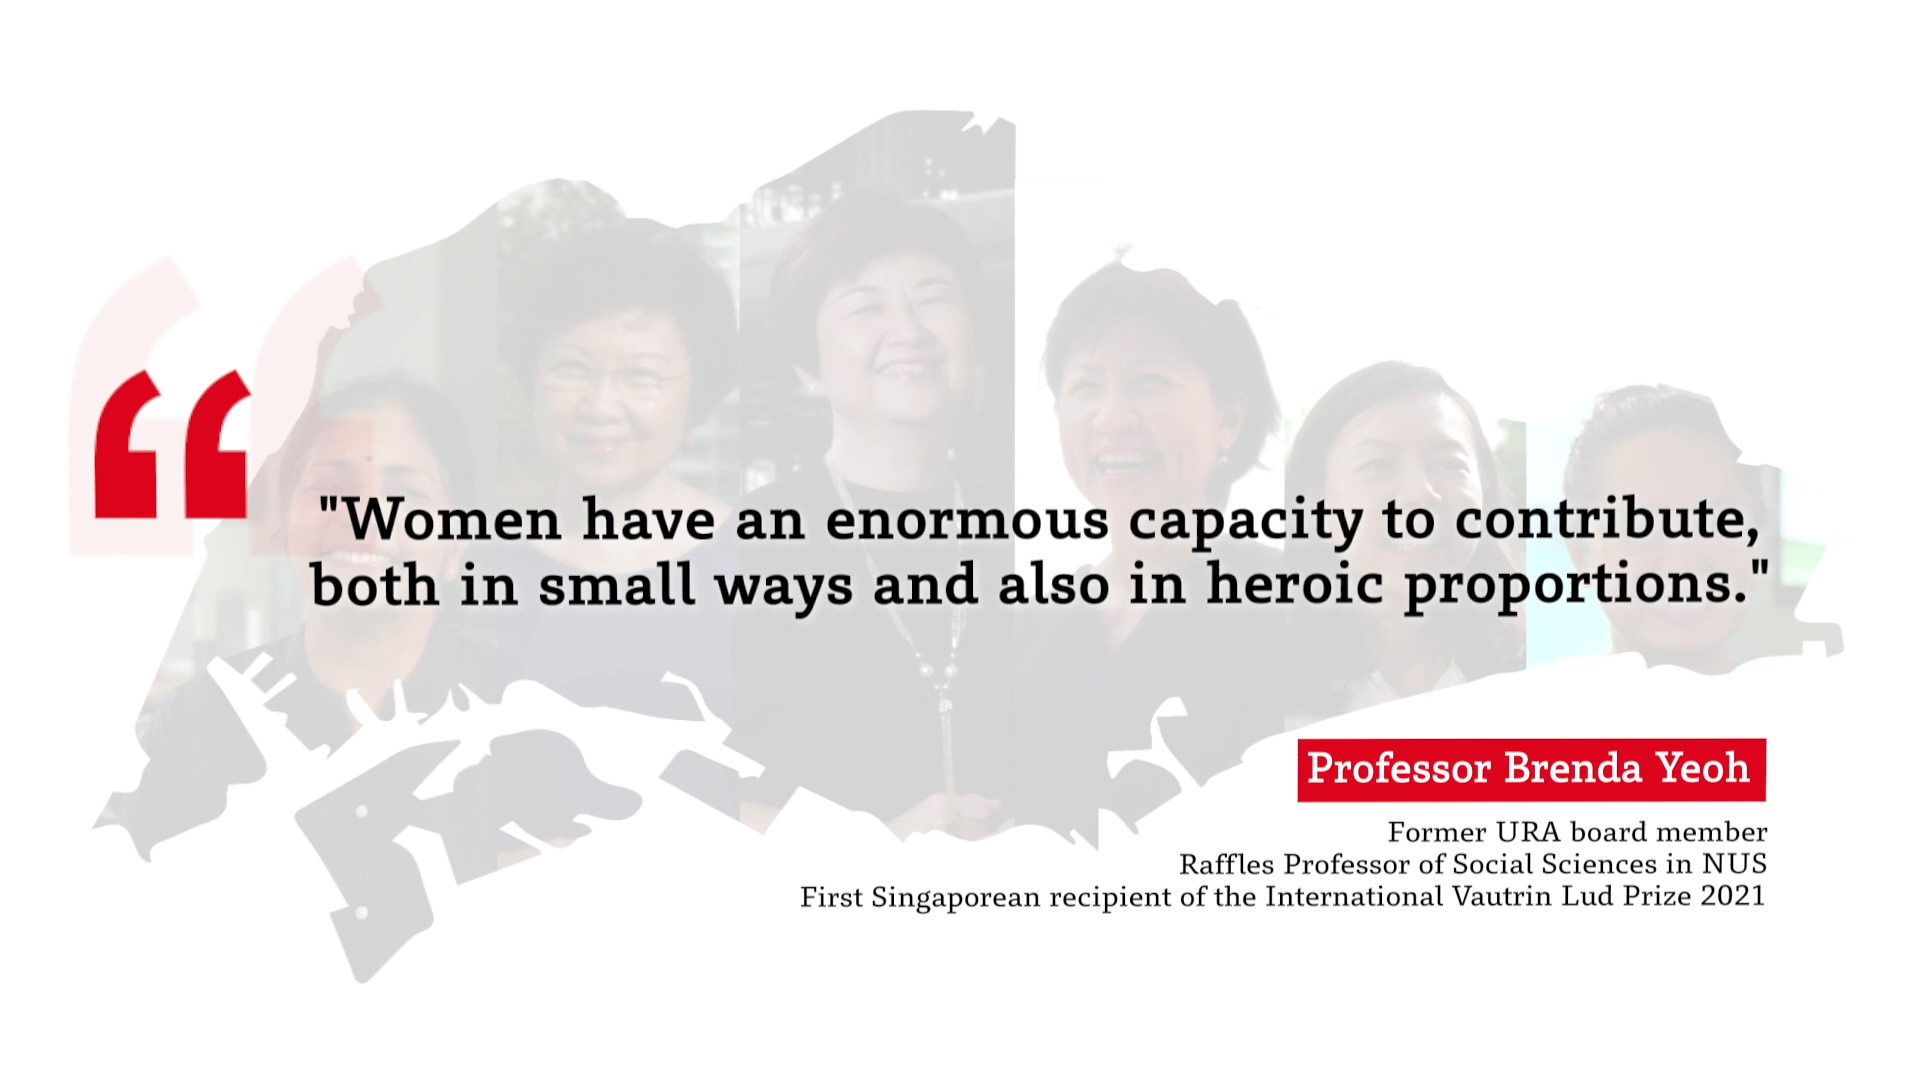 "Women have an enormous capacity to contribute,
both in small ways and also in heroic proportions."
Professor Brenda Yeoh
Former URA board member
Raffles Professor of Social Sciences in NUS
First Singaporean recipient of the International Vautrin Lud Prize 2021